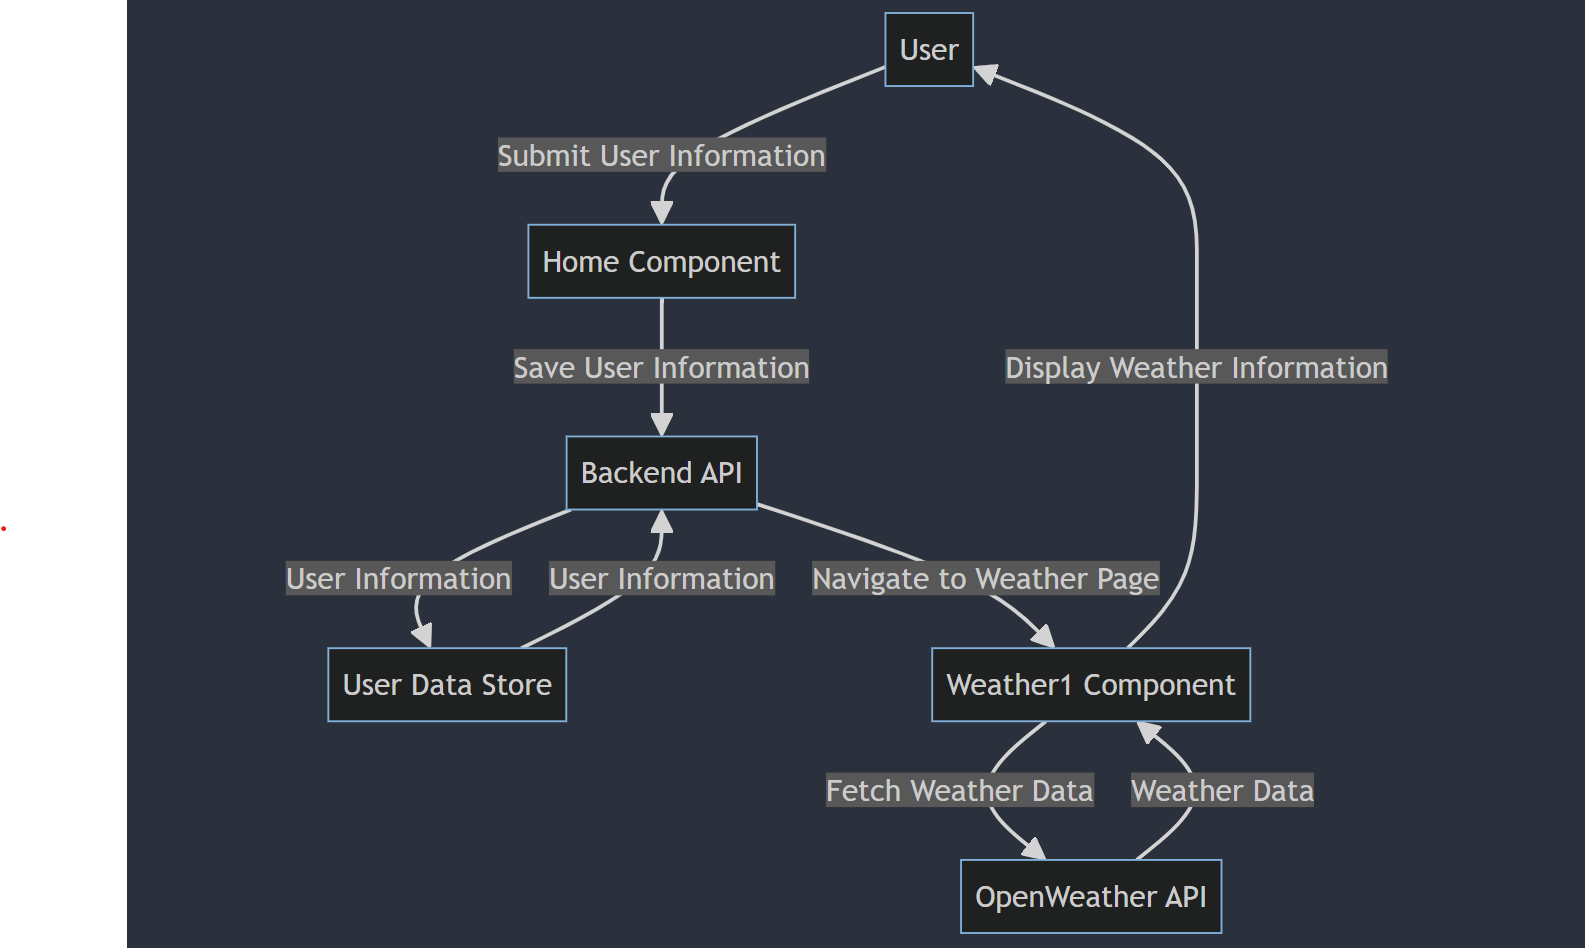 User
Submit User Information
Home Component
Save User Information
Display Weather Information
Backend API
User Information
User Information
Navigate to Weather Page
User Data Store
Weather1 Component
Fetch Weather Data
Weather Data
OpenWeather API